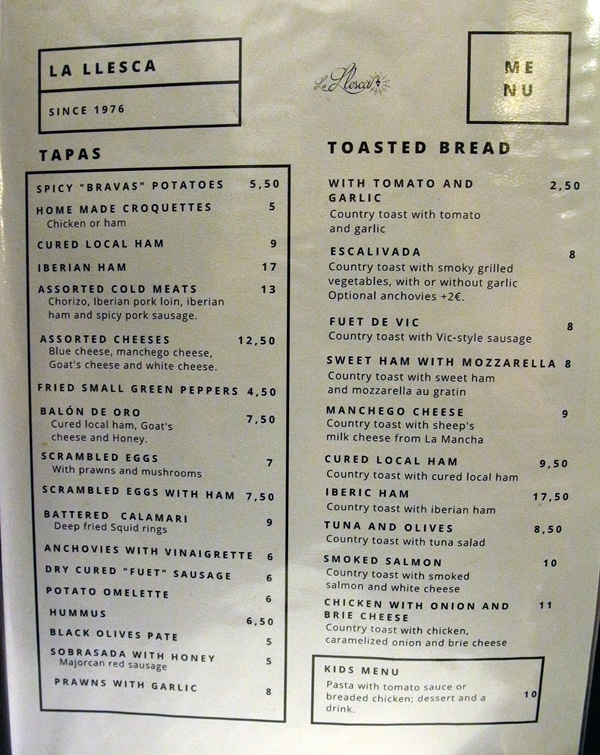 LA LLESCA
SINCE 1976
La Llesca
ME
NU
TAPAS
SPICY "BRAVAS" POTATOES 5,50
HOME MADE CROQUETTES 5
Chicken or ham
CURED LOCAL HAM 9
IBERIAN HAM 17
ASSORTED COLD MEATS 13
Chorizo, Iberian pork loin, iberian
ham and spicy pork sausage.
ASSORTED CHEESES 12,50
Blue cheese, manchego cheese,
Goat's cheese and white cheese.
FRIED SMALL GREEN PEPPERS 4,50
BALÓN DE ORO 7,50
Cured local ham, Goat's
cheese and Honey.
SCRAMBLED EGGS 7
With prawns and mushrooms
SCRAMBLED EGGS WITH HAM 7,50
BATTERED CALAMARI 9
Deep fried Squid rings
ANCHOVIES WITH VINAIGRETTE 6
DRY CURED "FUET" SAUSAGE 6
POTATO OMELETTE 6
HUMMUS 6,50
BLACK OLIVES PATE 5
SOBRASADA WITH HONEY 5
Majorcan red sausage
PRAWNS WITH GARLIC 8
TOASTED BREAD
WITH TOMATO AND 2,50
GARLIC
Country toast with tomato
and garlic
ESCALIVADA 8
Country toast with smoky grilled
vegetables, with or without garlic
Optional anchovies +2€.
FUET DE VIC 8
Country toast with Vic-style sausage
SWEET HAM WITH MOZZARELLA 8
Country toast with sweet ham
and mozzarella au gratin
MANCHEGO CHEESE 9
Country toast with sheep's
milk cheese from La Mancha
CURED LOCAL HAM 9,50
Country toast with cured local ham
IBERIC HAM 17,50
Country toast with iberian ham
TUNA AND OLIVES 8,50
Country toast with tuna salad
SMOKED SALMON 10
Country toast with smoked
salmon and white cheese
CHICKEN WITH ONION AND 11
BRIE CHEESE
Country toast with chicken,
caramelized onion and brie cheese
KIDS MENU
Pasta with tomato sauce or
breaded chicken; dessert and a 10
drink.